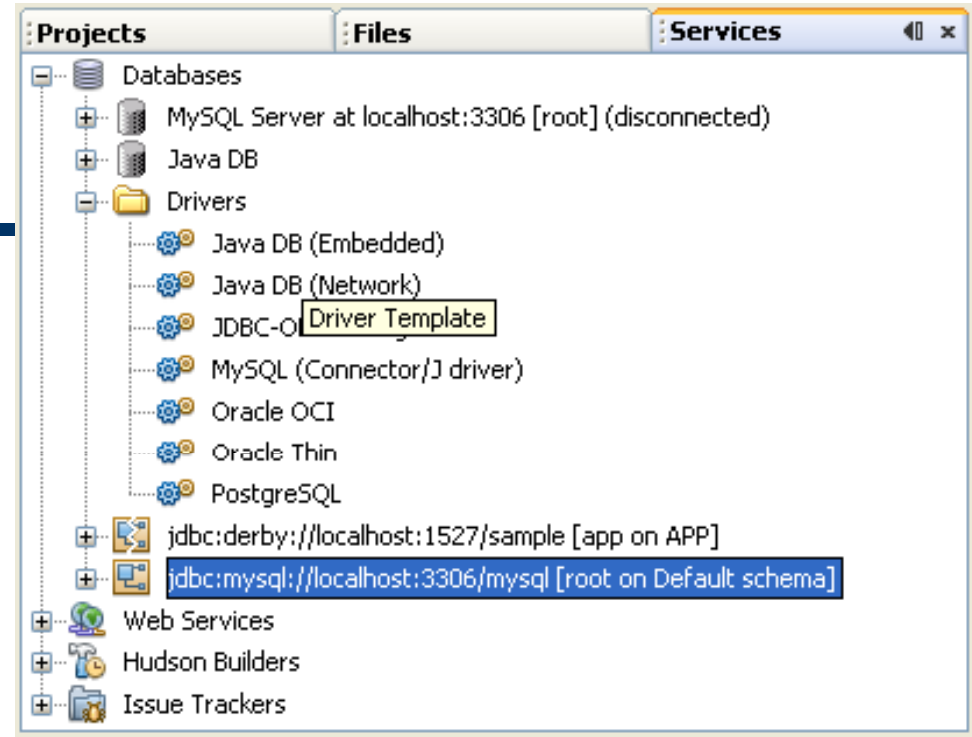 Projects
Files
Services
Databases
MySQL Server at localhost:3306 [root] (disconnected)
Java DB
Drivers
Java DB (Embedded)
Java DB (Network)
Driver Template
MySQL (Connector/J driver)
Oracle OCI
Oracle Thin
PostgreSQL
jdbc:derby://localhost:1527/sample [app on APP]
jdbc:mysql://localhost:3306/mysql [root on Default schema]
Web Services
Hudson Builders
Issue Trackers